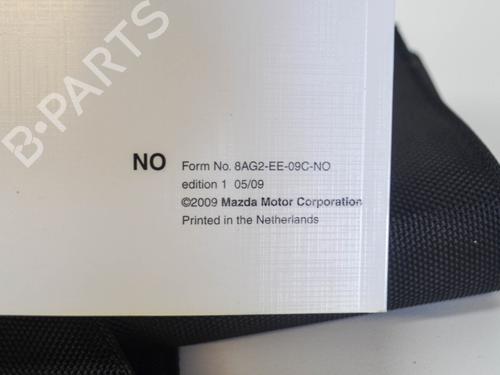 B-PARTS
NO Form No. 8AG2-EE-09C-NO
edition 1 05/09
©2009 Mazda Motor Corporation
Printed in the Netherlands